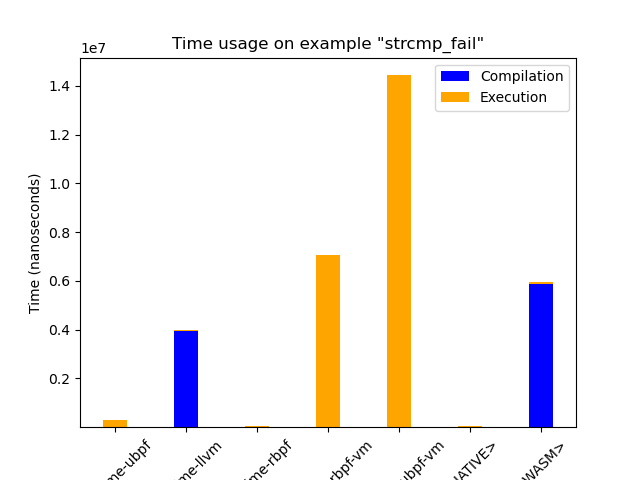 Time usage on example "strcmp_fail"
1e7
Compilation
Execution
Time (nanoseconds)
1.4
1.2
1.0
0.8
0.6
0.4
0.2
me-ubpf
me-llvm
me-rbpf
rbpf-vm
ubpf-vm
NATIVE>
WASM>